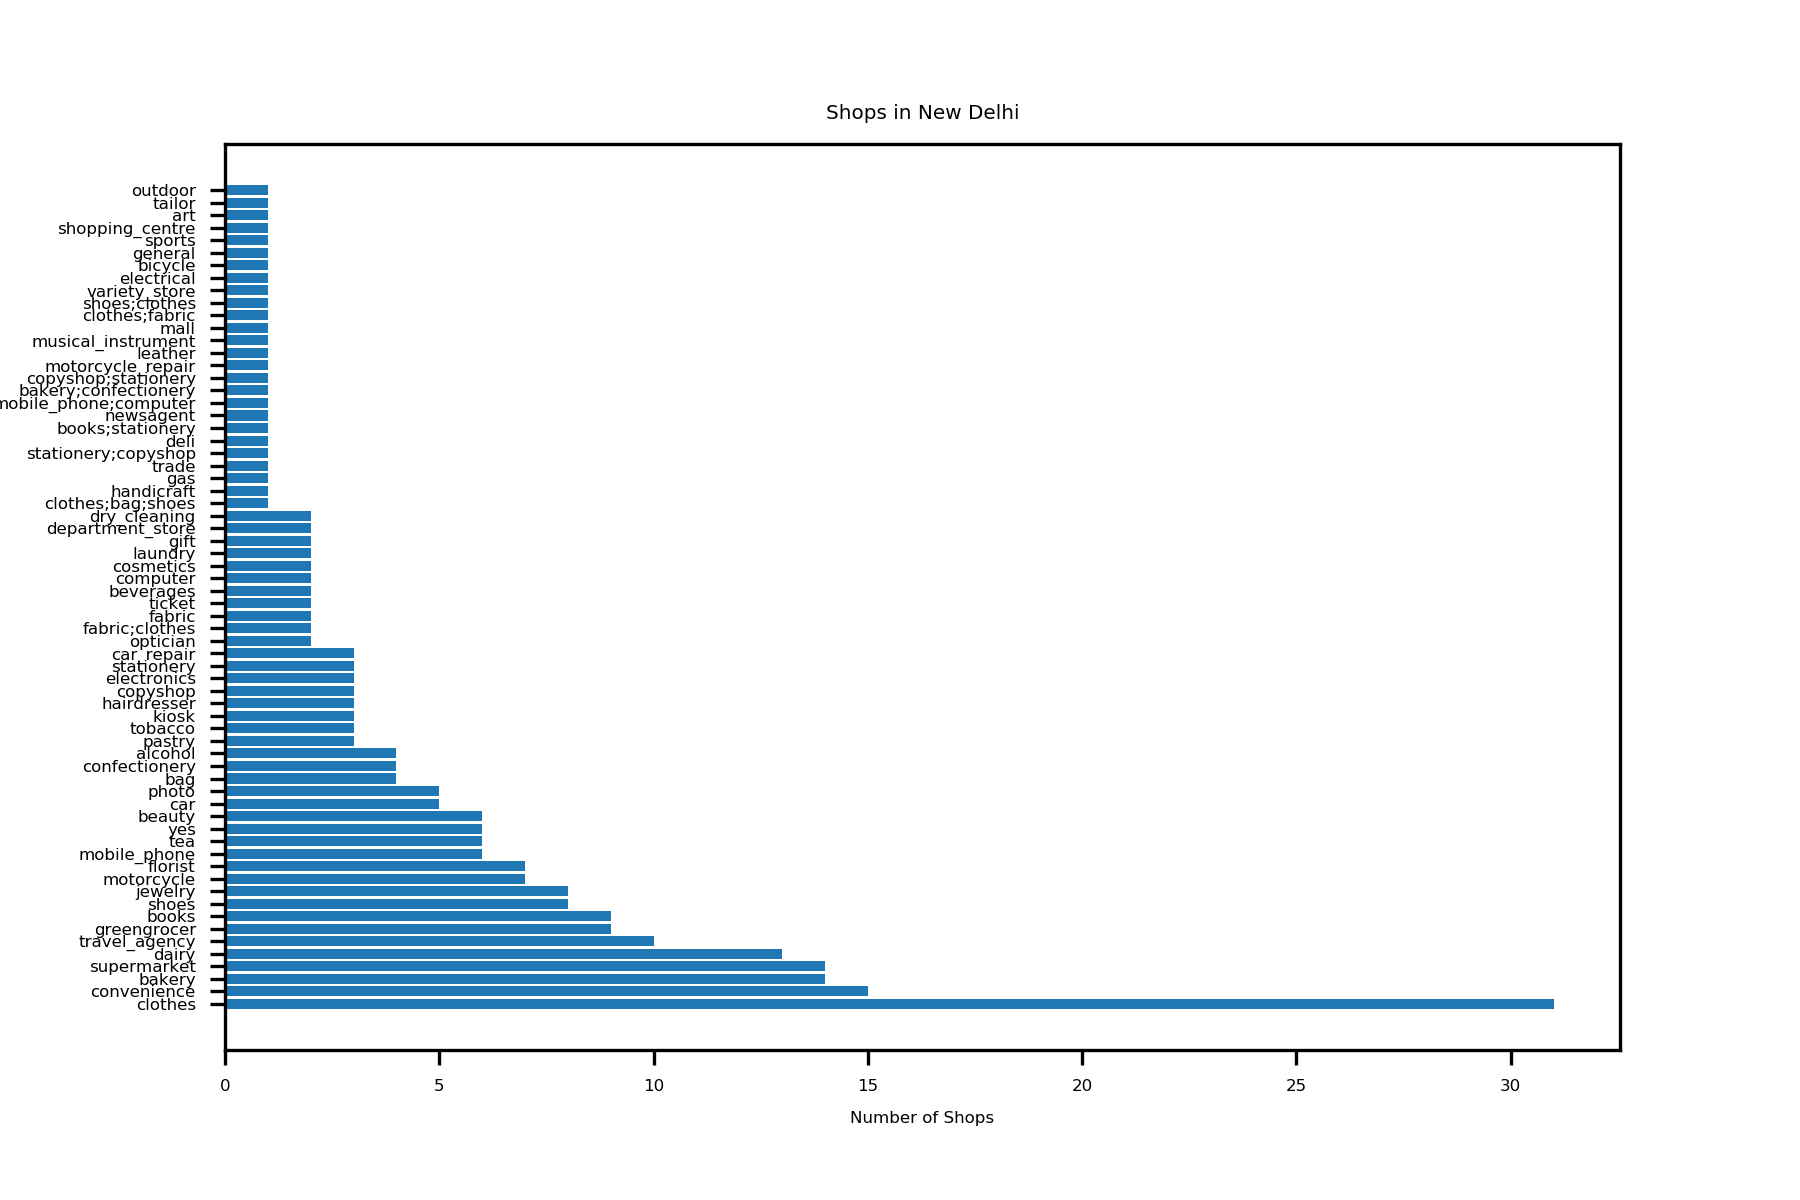 Shops in New Delhi
outdoor
tailor
art
shopping_centre
sports
general
bicycle
electrical
variety_store
shoes;clothes
clothes;fabric
mall
musical_instrument
leather
motorcycle_repair
copyshop;stationery
bakery;confectionery
mobile_phone;computer
newsagent
books;stationery
deli
stationery;copyshop
trade
gas
handicraft
clothes;bag;shoes
dry_cleaning
department_store
gift
laundry
cosmetics
computer
beverages
ticket
fabric
fabric;clothes
optician
car_repair
stationery
electronics
copyshop
hairdresser
kiosk
tobacco
pastry
alcohol
confectionery
bag
photo
car
beauty
yes
tea
mobile_phone
florist
motorcycle
jewelry
shoes
books
greengrocer
travel_agency
dairy
supermarket
bakery
convenience
clothes
0 5 10 15 20 25 30
Number of Shops